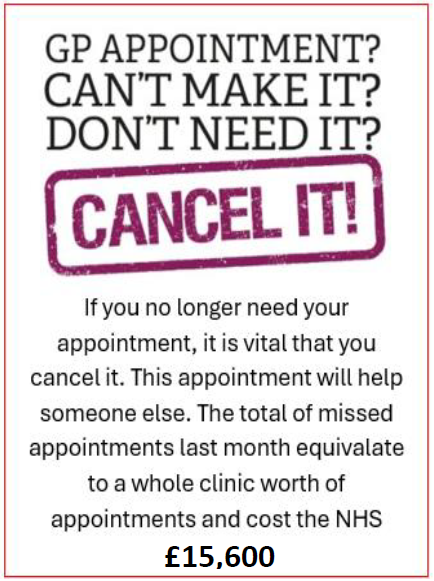 GP APPOINTMENT?
CAN'T MAKE IT?
DON'T NEED IT?
CANCEL IT!
If you no longer need your
appointment, it is vital that you
cancel it. This appointment will help
someone else. The total of missed
appointments last month equivalate
to a whole clinic worth of
appointments and cost the NHS
£15,600